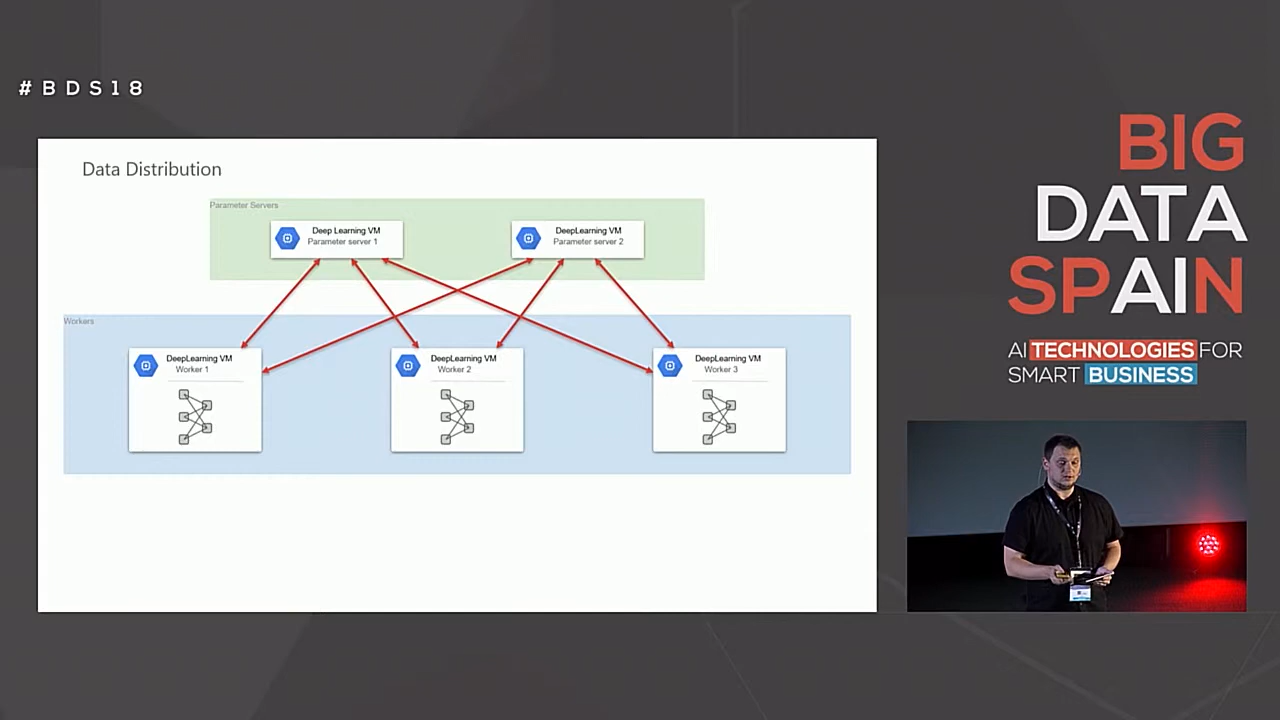 #BDS18
Data Distribution
Parameter Servers
Deep Learning VM
Parameter server 1
DeepLearning VM
Parameter server 2
Workers
DeepLearning VM
Worker 1
DeepLearning VM
Worker 2
DeepLearning VM
Worker 3
BIG
DATA
SPAIN
AI TECHNOLOGIES FOR
SMART BUSINESS